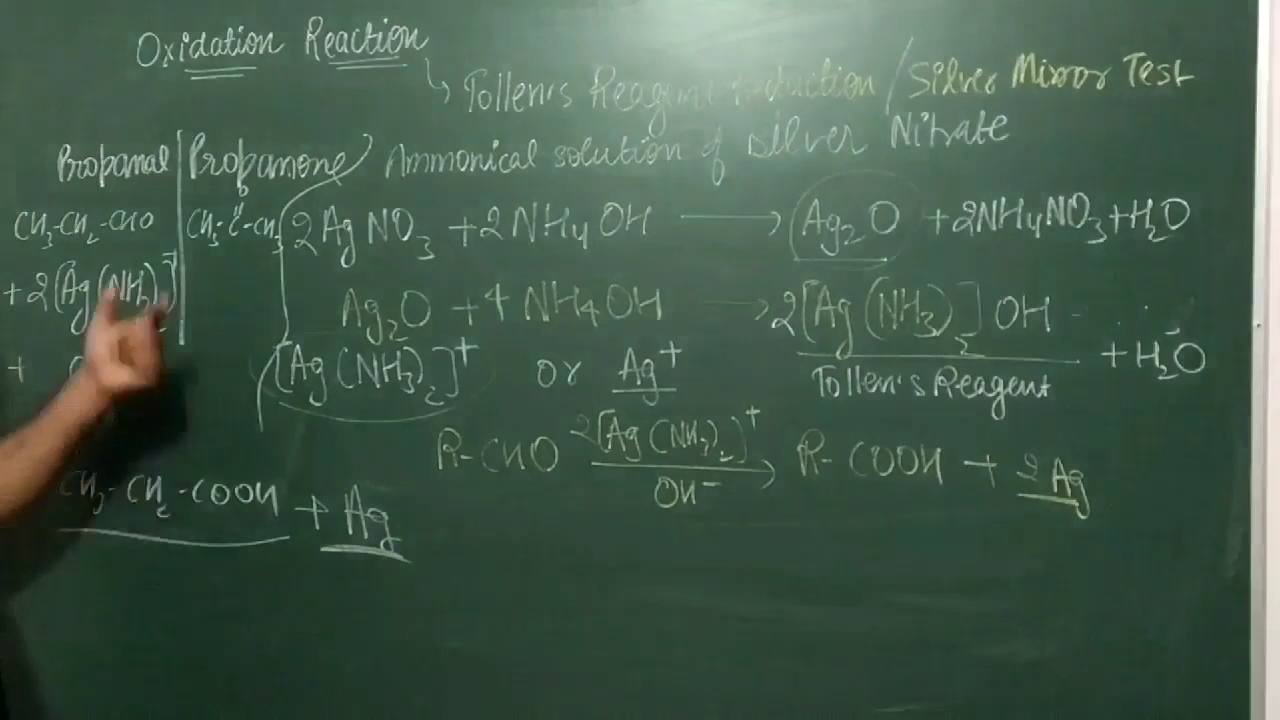 Oxidation Reaction
↳ Tollen's Reagent reduction / Silver Mirror Test
Propanal | Propanone Ammonical solution of silver Nitrate
CH₃-CH₂-CHO
CH₃-C-CH₃
O
+ 2[Ag(NH₃)₂]⁺
+
2AgNO₃ + 2NH₄OH ⟶ Ag₂O + 2NH₄NO₃ + H₂O
Ag₂O + 4NH₄OH ⟶ 2[Ag(NH₃)₂]OH + H₂O
Tollen's Reagent
[Ag(NH₃)₂]⁺ or Ag⁺
R-CHO 2[Ag(NH₃)₂]⁺ ⟶ OH⁻ R-COOH + 2Ag
CH₃-CH₂-COOH + Ag